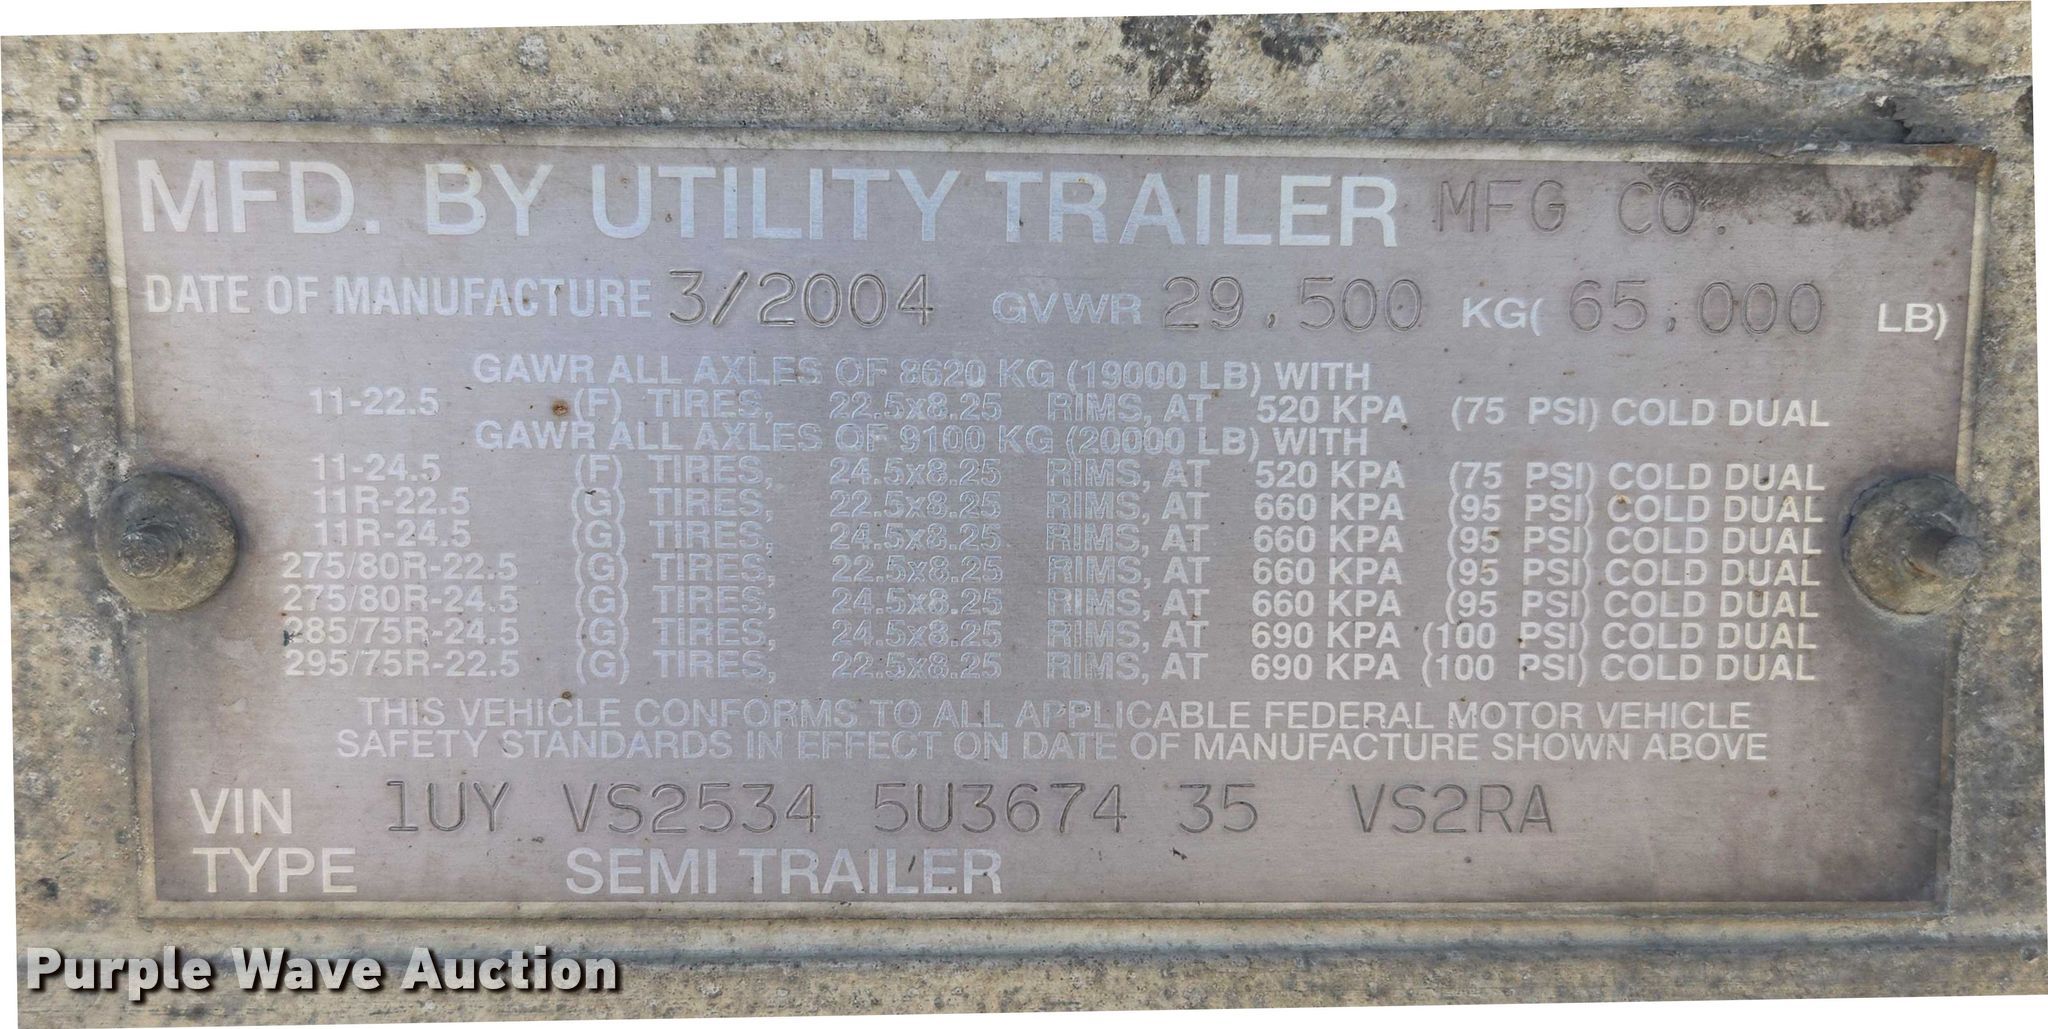 MFD. BY UTILITY TRAILER MFG CO.
DATE OF MANUFACTURE 3/2004 GVWR 29,500 KG( 65,000 LB)
GAWR ALL AXLES OF 8620 KG (19000 LB) WITH
11-22.5 (F) TIRES, 22.5x8.25 RIMS, AT 520 KPA (75 PSI) COLD DUAL
GAWR ALL AXLES OF 9100 KG (20000 LB) WITH
11-24.5 (F) TIRES, 24.5x8.25 RIMS, AT 520 KPA (75 PSI) COLD DUAL
11R-22.5 (G) TIRES, 22.5x8.25 RIMS, AT 660 KPA (95 PSI) COLD DUAL
11R-24.5 (G) TIRES, 24.5x8.25 RIMS, AT 660 KPA (95 PSI) COLD DUAL
275/80R-22.5 (G) TIRES, 22.5x8.25 RIMS, AT 660 KPA (95 PSI) COLD DUAL
275/80R-24.5 (G) TIRES, 24.5x8.25 RIMS, AT 660 KPA (95 PSI) COLD DUAL
285/75R-24.5 (G) TIRES, 24.5x8.25 RIMS, AT 690 KPA (100 PSI) COLD DUAL
295/75R-22.5 (G) TIRES, 22.5x8.25 RIMS, AT 690 KPA (100 PSI) COLD DUAL
THIS VEHICLE CONFORMS TO ALL APPLICABLE FEDERAL MOTOR VEHICLE
SAFETY STANDARDS IN EFFECT ON DATE OF MANUFACTURE SHOWN ABOVE
VIN 1UY VS2534 5U3674 35 VS2RA
TYPE SEMI TRAILER
Purple Wave Auction